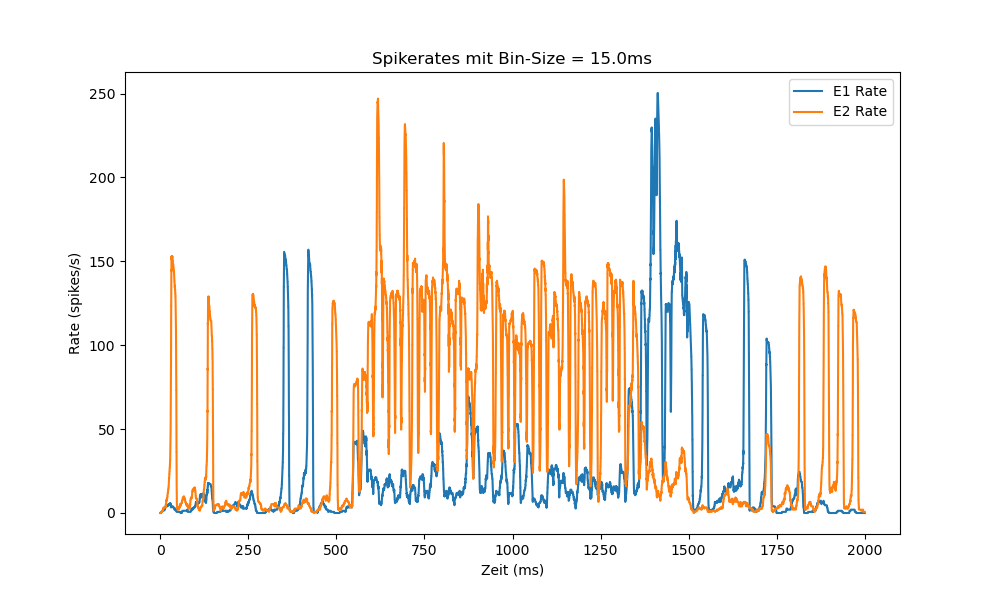 Spikerates mit Bin-Size = 15.0ms
E1 Rate
E2 Rate
250
200
150
100
50
0
Rate (spikes/s)
0 250 500 750 1000 1250 1500 1750 2000
Zeit (ms)